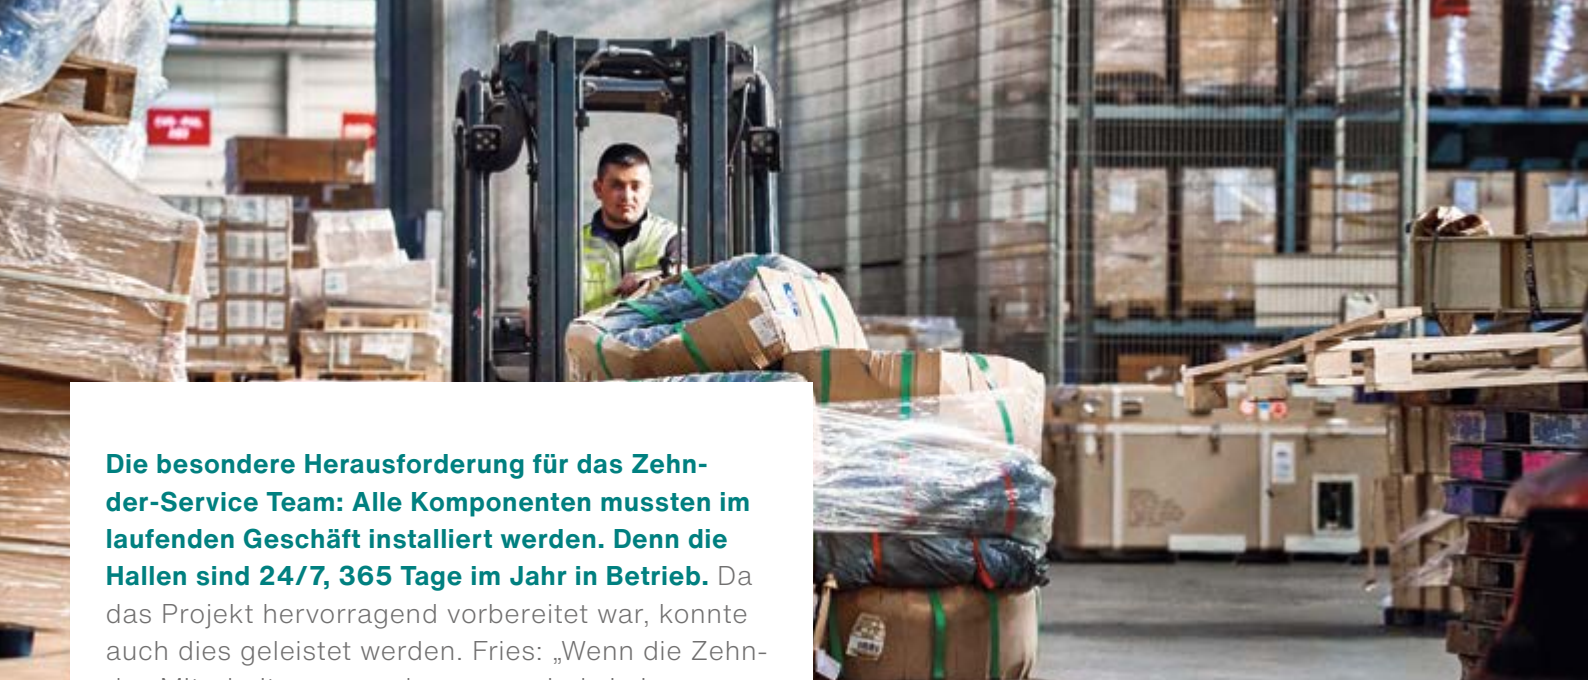 Die besondere Herausforderung für das Zehn-
der-Service Team: Alle Komponenten mussten im
laufenden Geschäft installiert werden. Denn die
Hallen sind 24/7, 365 Tage im Jahr in Betrieb. Da
das Projekt hervorragend vorbereitet war, konnte
auch dies geleistet werden. Fries: „Wenn die Zehn-